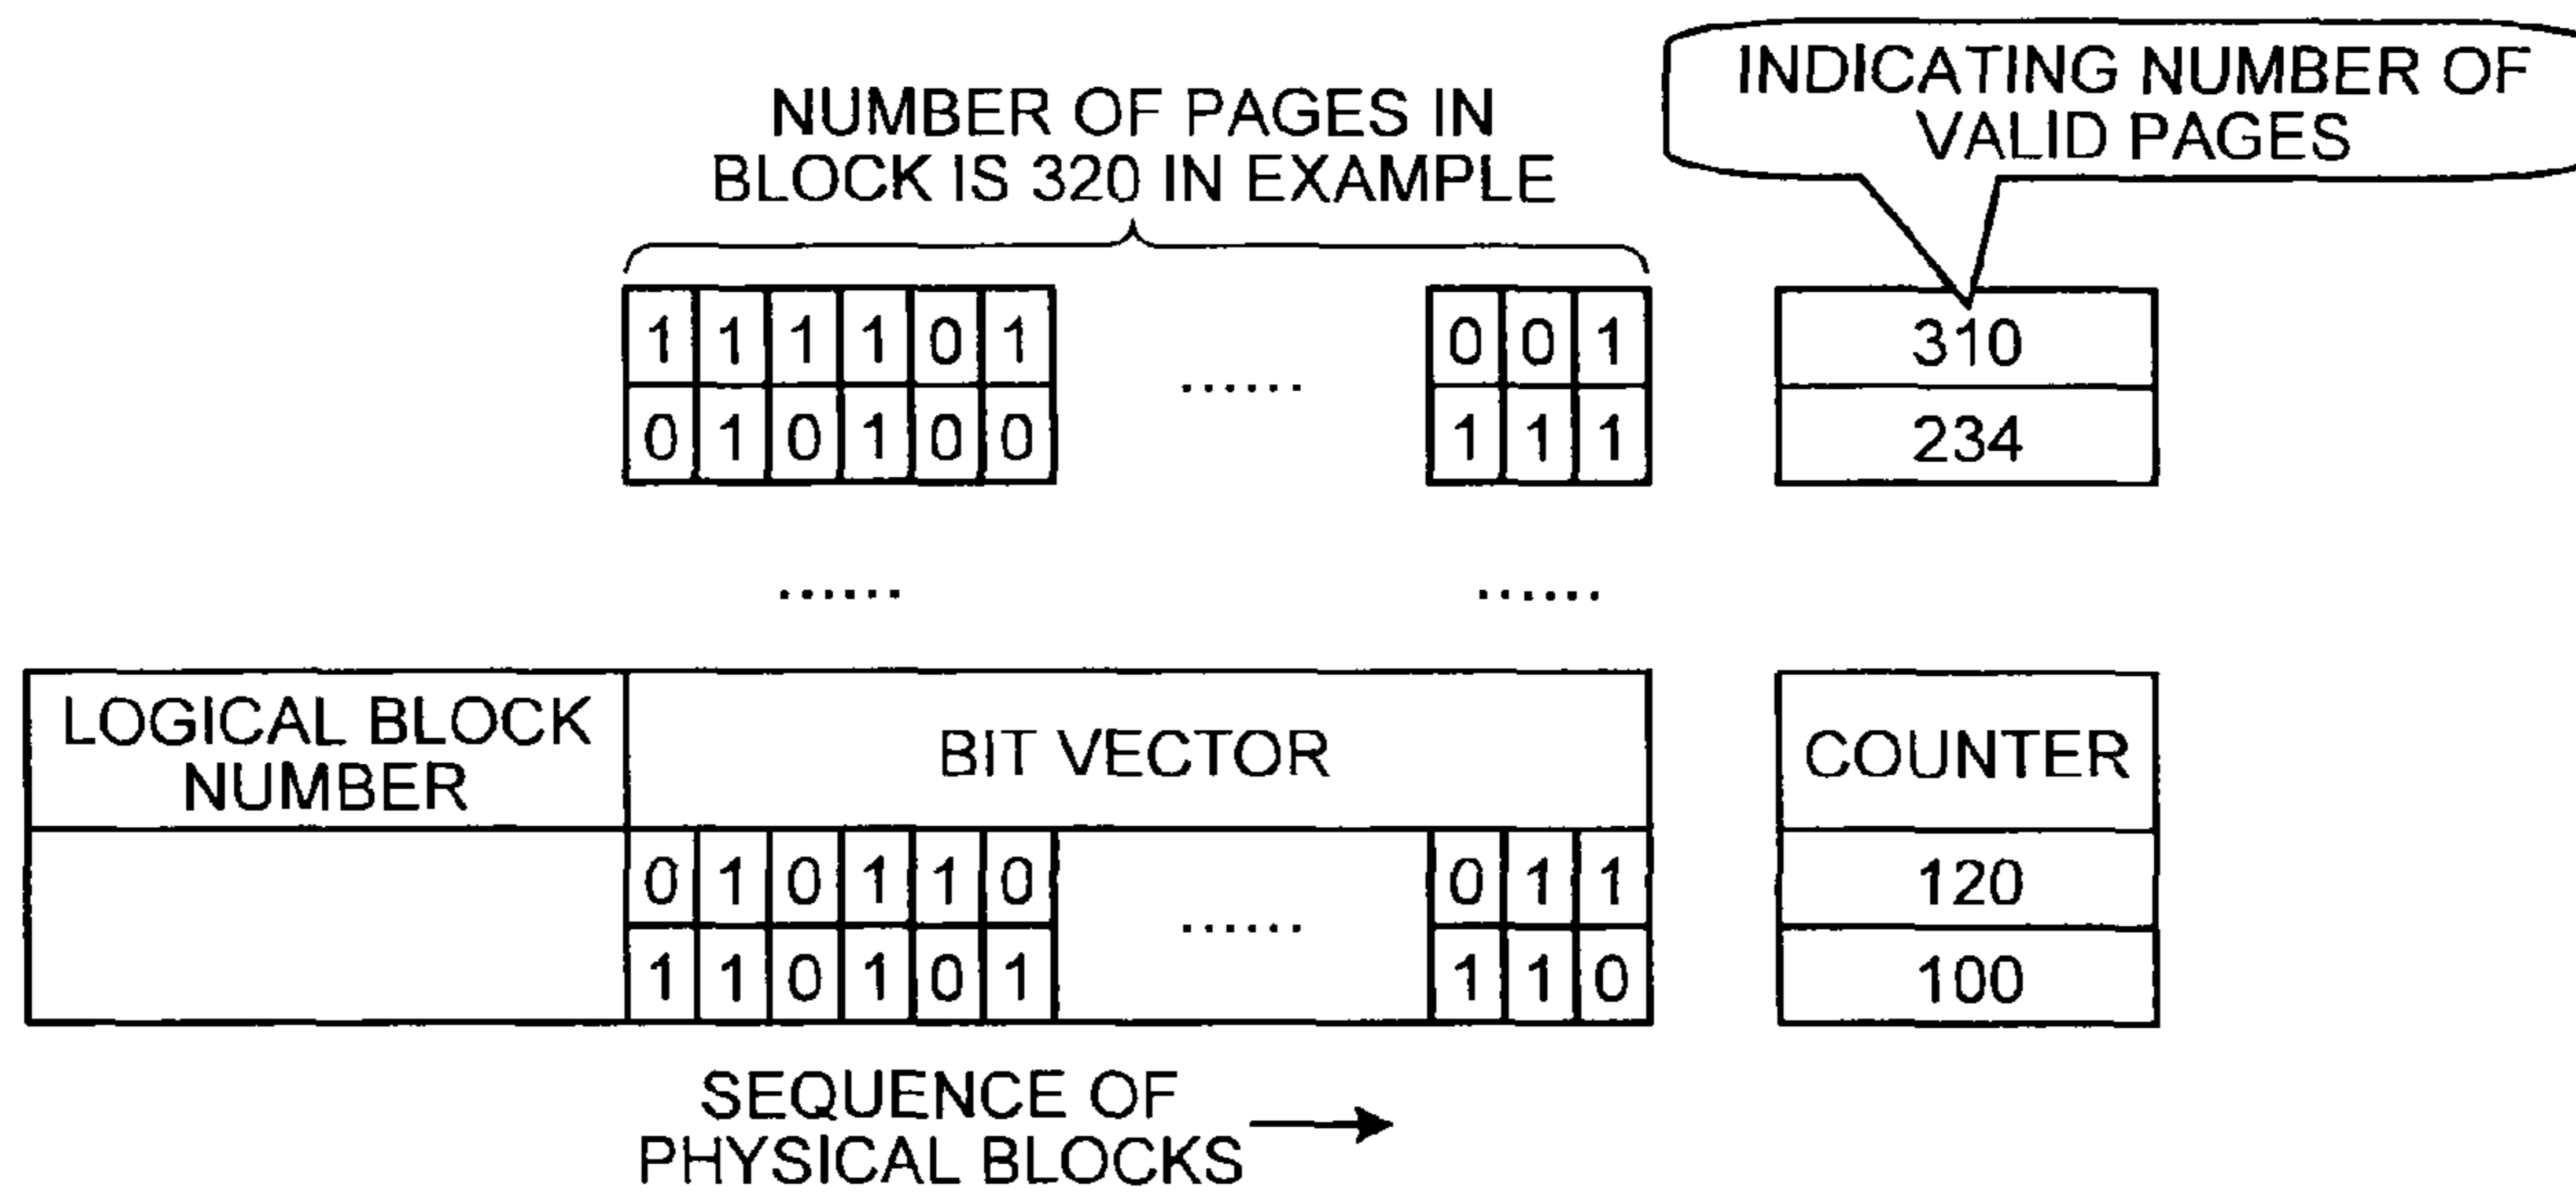 INDICATING NUMBER OF
VALID PAGES
NUMBER OF PAGES IN
BLOCK IS 320 IN EXAMPLE
1 1 1 1 0 1 ...... 0 0 1 310
0 1 0 1 0 0 1 1 1 234
...... ......
LOGICAL BLOCK
NUMBER
BIT VECTOR
COUNTER
0 1 0 1 1 0 ...... 0 1 1 120
1 1 0 1 0 1 1 1 0 100
SEQUENCE OF
PHYSICAL BLOCKS